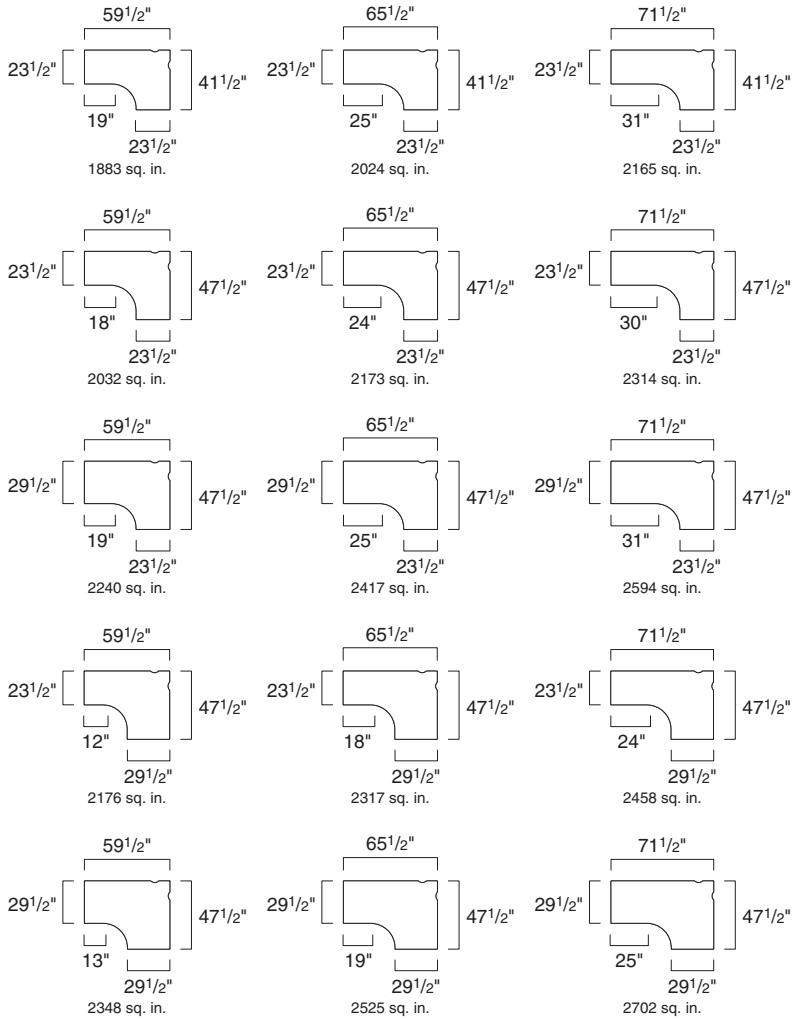 59 1/2" 65 1/2" 71 1/2"
23 1/2" 41 1/2" 23 1/2" 41 1/2" 23 1/2" 41 1/2"
19" 25" 31"
23 1/2" 23 1/2" 23 1/2"
1883 sq. in. 2024 sq. in. 2165 sq. in.
59 1/2" 65 1/2" 71 1/2"
23 1/2" 47 1/2" 23 1/2" 47 1/2" 23 1/2" 47 1/2"
18" 24" 30"
23 1/2" 23 1/2" 23 1/2"
2032 sq. in. 2173 sq. in. 2314 sq. in.
59 1/2" 65 1/2" 71 1/2"
29 1/2" 47 1/2" 29 1/2" 47 1/2" 29 1/2" 47 1/2"
19" 25" 31"
23 1/2" 23 1/2" 23 1/2"
2240 sq. in. 2417 sq. in. 2594 sq. in.
59 1/2" 65 1/2" 71 1/2"
23 1/2" 47 1/2" 23 1/2" 47 1/2" 23 1/2" 47 1/2"
12" 18" 24"
29 1/2" 29 1/2" 29 1/2"
2176 sq. in. 2317 sq. in. 2458 sq. in.
59 1/2" 65 1/2" 71 1/2"
29 1/2" 47 1/2" 29 1/2" 47 1/2" 29 1/2" 47 1/2"
13" 19" 25"
29 1/2" 29 1/2" 29 1/2"
2348 sq. in. 2525 sq. in. 2702 sq. in.